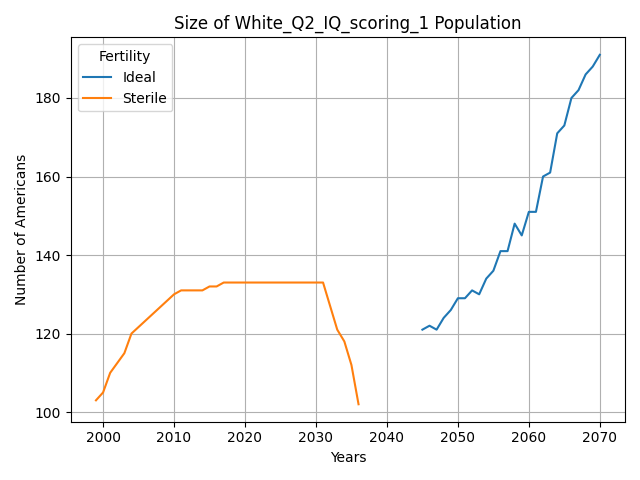 Size of White_Q2_IQ_scoring_1 Population
Fertility
Ideal
Sterile
Number of Americans
180
160
140
120
100
2000
2010
2020
2030
2040
2050
2060
2070
Years